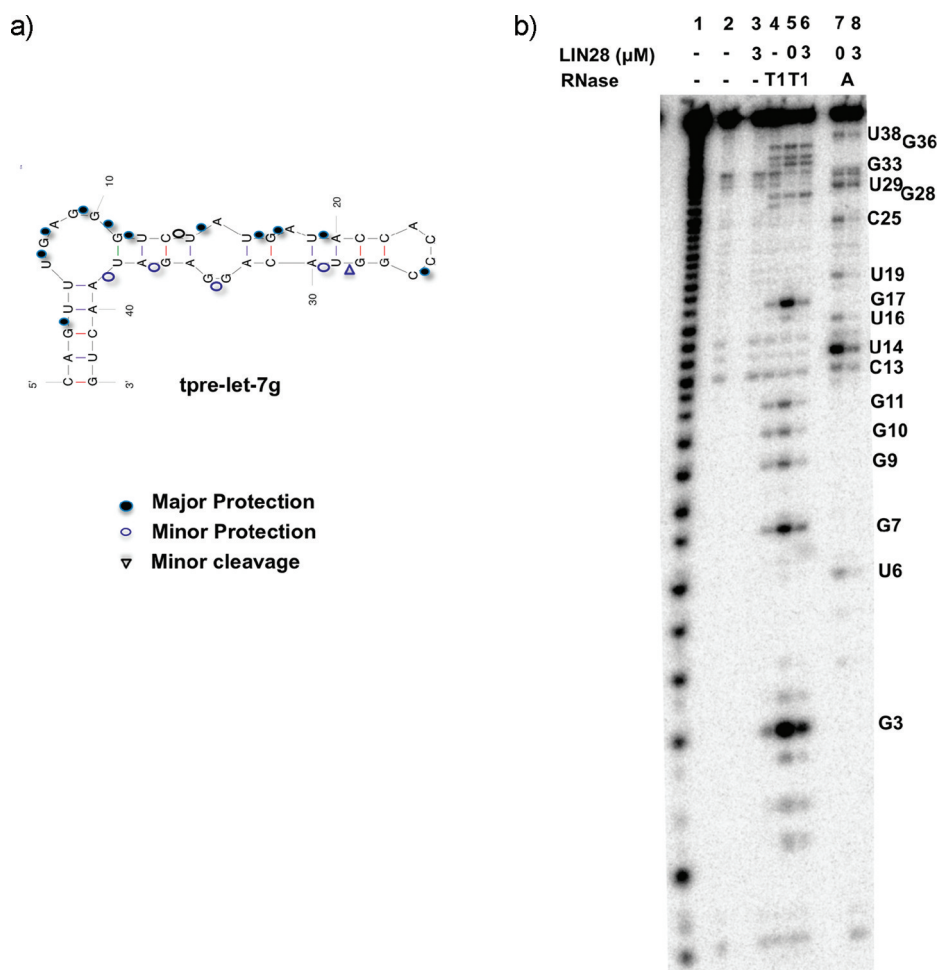 a)
10
20
U G A G G G U C U A U G A U A C C A C C C
A U A G A G G A C A U G G
30
40
C A G U U
G U C A A
5'
3'
tpre-let-7g
Major Protection
Minor Protection
Minor cleavage
b)
1 2 3 4 5 6 7 8
LIN28 (µM) - - 3 - 0 3 0 3
RNase - - - T1 T1 A
U38
G36
G33
U29
G28
C25
U19
G17
U16
U14
C13
G11
G10
G9
G7
U6
G3